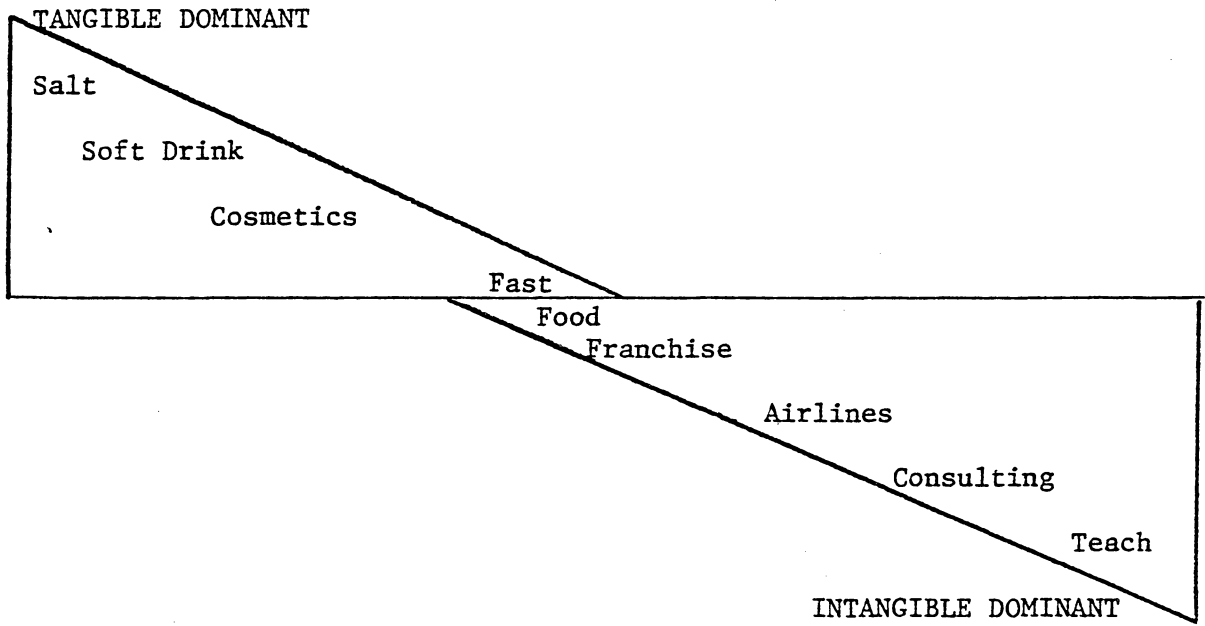 TANGIBLE DOMINANT
Salt
Soft Drink
Cosmetics
Fast
Food
Franchise
Airlines
Consulting
Teach
INTANGIBLE DOMINANT